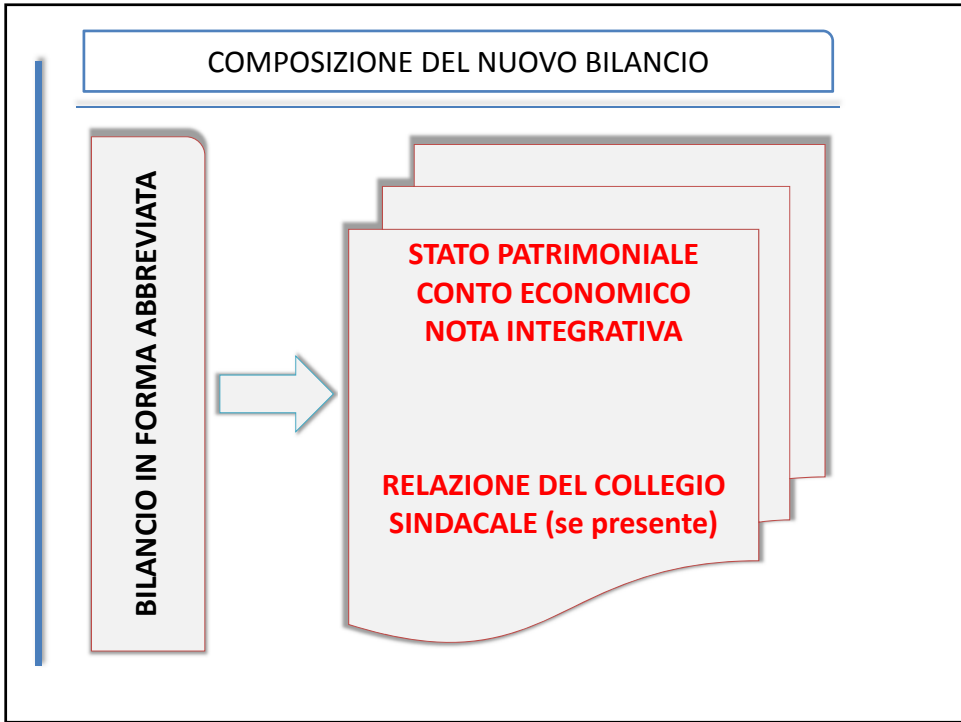 COMPOSIZIONE DEL NUOVO BILANCIO
BILANCIO IN FORMA ABBREVIATA
STATO PATRIMONIALE
CONTO ECONOMICO
NOTA INTEGRATIVA
RELAZIONE DEL COLLEGIO
SINDACALE (se presente)